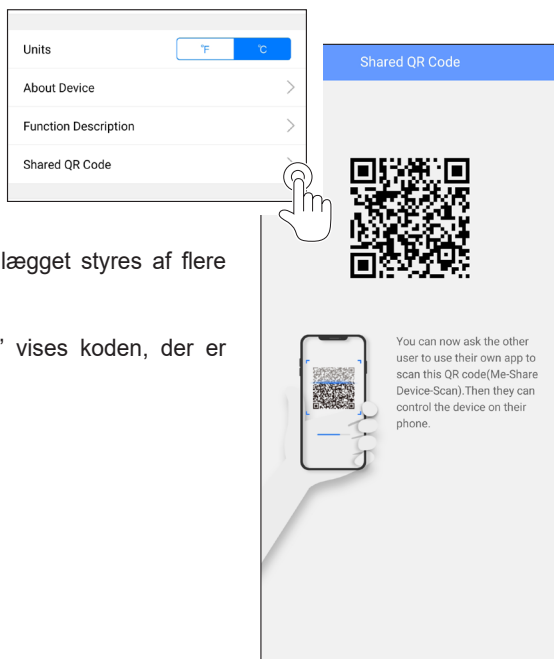 Units
°F
°C
About Device
Function Description
Shared QR Code
lægget styres af flere
” vises koden, der er
Shared QR Code
You can now ask the other
user to use their own app to
scan this QR code(Me-Share
Device-Scan).Then they can
control the device on their
phone.